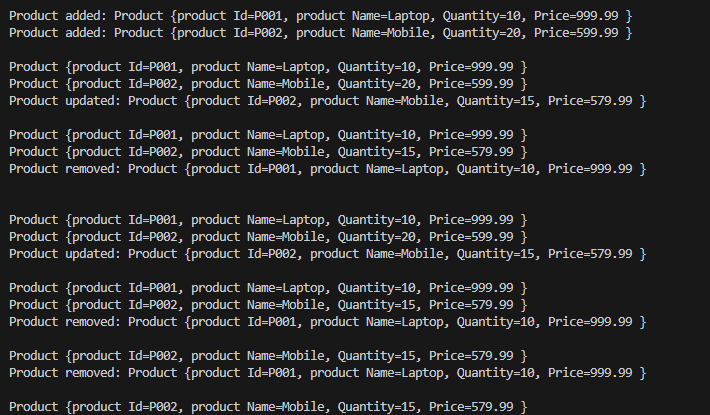 Product added: Product {product Id=P001, product Name=Laptop, Quantity=10, Price=999.99 }
Product added: Product {product Id=P002, product Name=Mobile, Quantity=20, Price=599.99 }
Product {product Id=P001, product Name=Laptop, Quantity=10, Price=999.99 }
Product {product Id=P002, product Name=Mobile, Quantity=20, Price=599.99 }
Product updated: Product {product Id=P002, product Name=Mobile, Quantity=15, Price=579.99 }
Product {product Id=P001, product Name=Laptop, Quantity=10, Price=999.99 }
Product {product Id=P002, product Name=Mobile, Quantity=15, Price=579.99 }
Product removed: Product {product Id=P001, product Name=Laptop, Quantity=10, Price=999.99 }
Product {product Id=P001, product Name=Laptop, Quantity=10, Price=999.99 }
Product {product Id=P002, product Name=Mobile, Quantity=20, Price=599.99 }
Product updated: Product {product Id=P002, product Name=Mobile, Quantity=15, Price=579.99 }
Product {product Id=P001, product Name=Laptop, Quantity=10, Price=999.99 }
Product {product Id=P002, product Name=Mobile, Quantity=15, Price=579.99 }
Product removed: Product {product Id=P001, product Name=Laptop, Quantity=10, Price=999.99 }
Product {product Id=P002, product Name=Mobile, Quantity=15, Price=579.99 }
Product removed: Product {product Id=P001, product Name=Laptop, Quantity=10, Price=999.99 }
Product {product Id=P002, product Name=Mobile, Quantity=15, Price=579.99 }